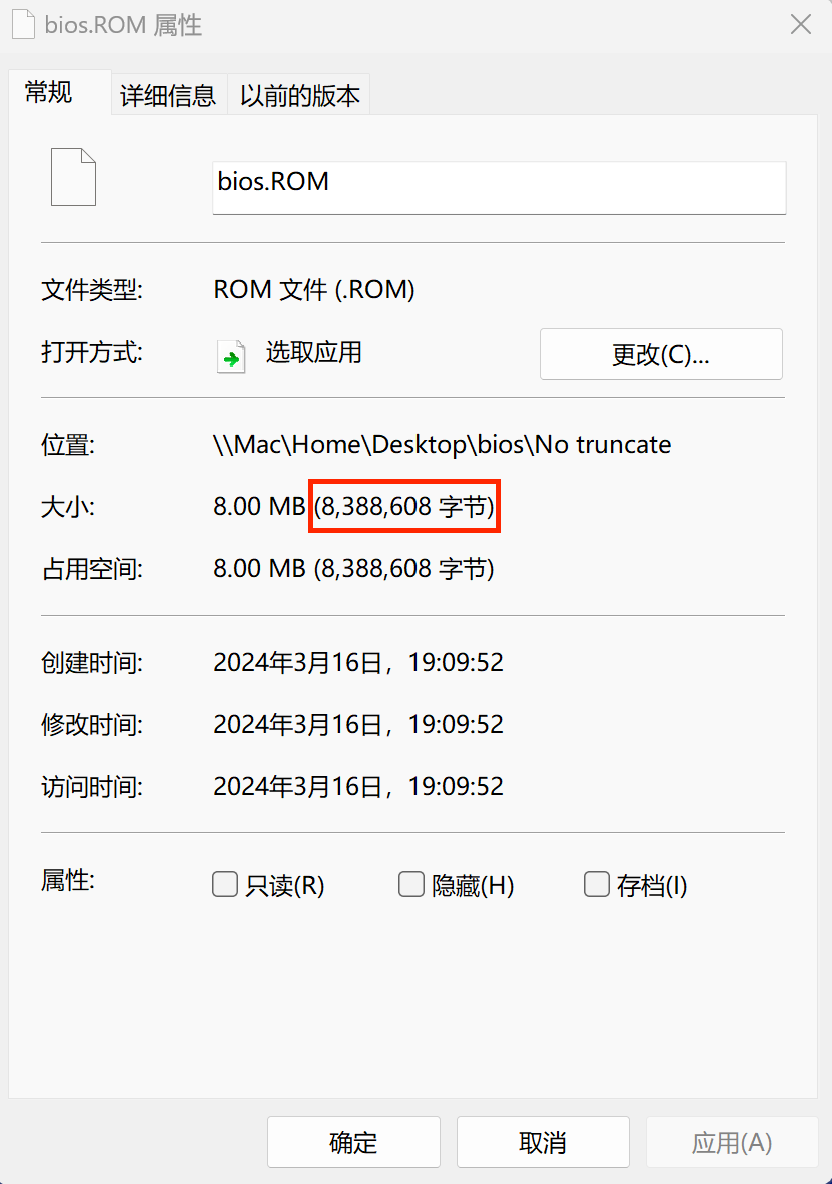 bios.ROM 属性
常规 详细信息 以前的版本
bios.ROM
文件类型: ROM 文件 (.ROM)
打开方式: 选取应用 更改(C)...
位置: \\Mac\Home\Desktop\bios\No truncate
大小: 8.00 MB (8,388,608 字节)
占用空间: 8.00 MB (8,388,608 字节)
创建时间: 2024年3月16日，19:09:52
修改时间: 2024年3月16日，19:09:52
访问时间: 2024年3月16日，19:09:52
属性: 只读(R) 隐藏(H) 存档(I)
确定 取消 应用(A)